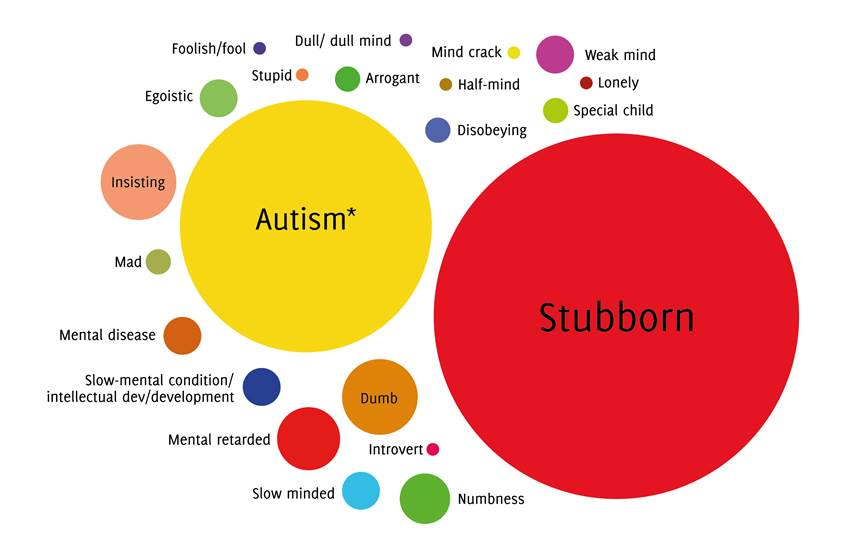 Foolish/fool
Dull/ dull mind
Mind crack
Weak mind
Stupid
Arrogant
Half-mind
Lonely
Egoistic
Special child
Disobeying
Insisting
Autism*
Mad
Stubborn
Mental disease
Slow-mental condition/
intellectual dev/development
Dumb
Mental retarded
Introvert
Slow minded
Numbness